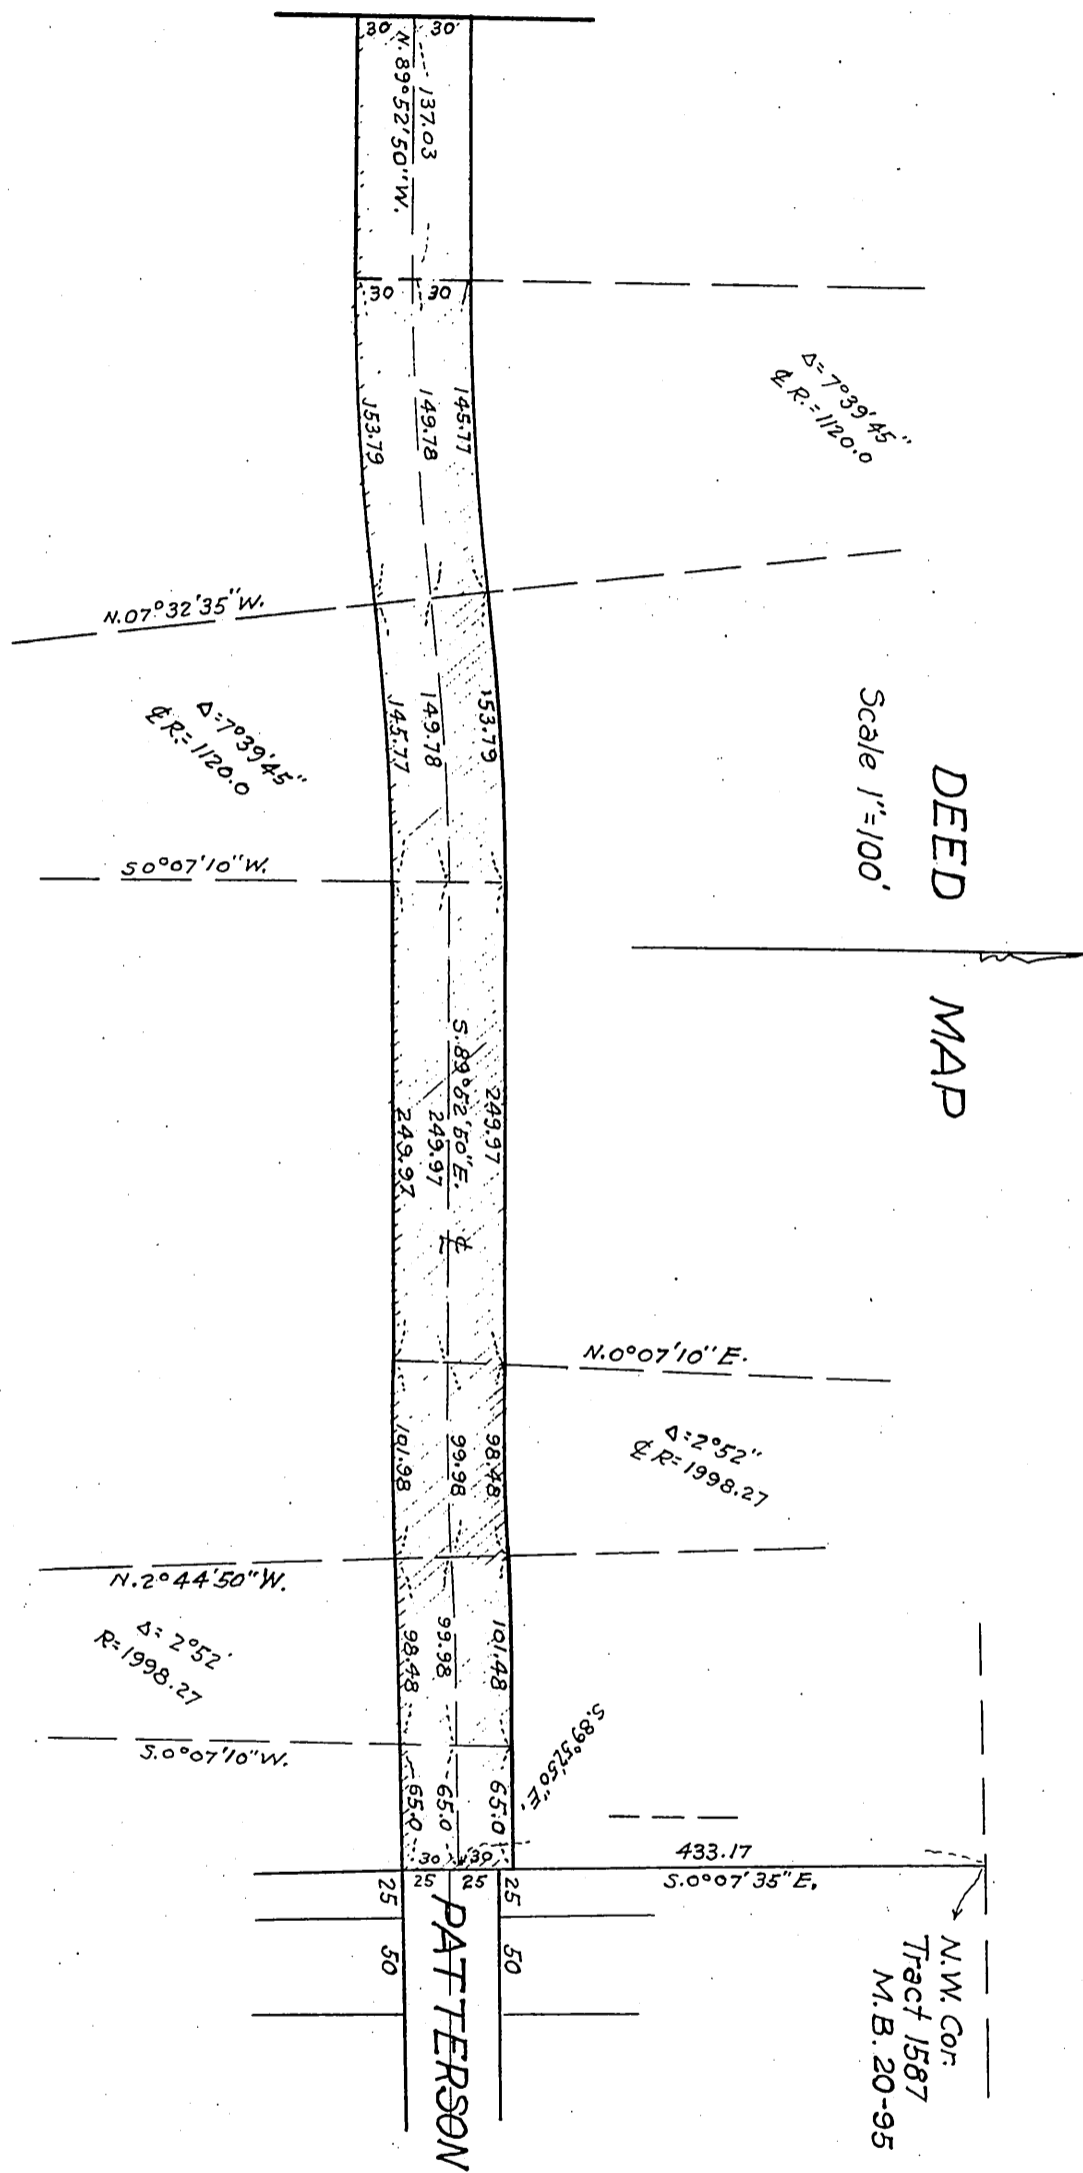 DEED MAP
Scale 1"=100'
30' 30'
137.03
N. 89°52'50"W.
30 30
Δ=7°39'45"
℄ R.=1120.0
145.77
149.78
153.79
N.07°32'35"W.
Δ=7°39'45"
℄ R.=1120.0
153.79
149.78
145.77
S0°07'10"W.
249.97
S.89°52'50"E.
249.97
℄
249.97
N.0°07'10"E.
Δ=2°52"
℄ R=1998.27
98.48
99.98
101.98
N.2°44'50"W.
Δ=2°52'
R=1998.27
101.48
99.98
98.48
S.0°07'10"W.
S.89°52'50"E.
65.0
65.0
65.0
30 30
25 25
25
25
50
50
433.17
S.0°07'35"E.
N.W. Cor.
Tract 1587
M.B. 20-95
PATTERSON